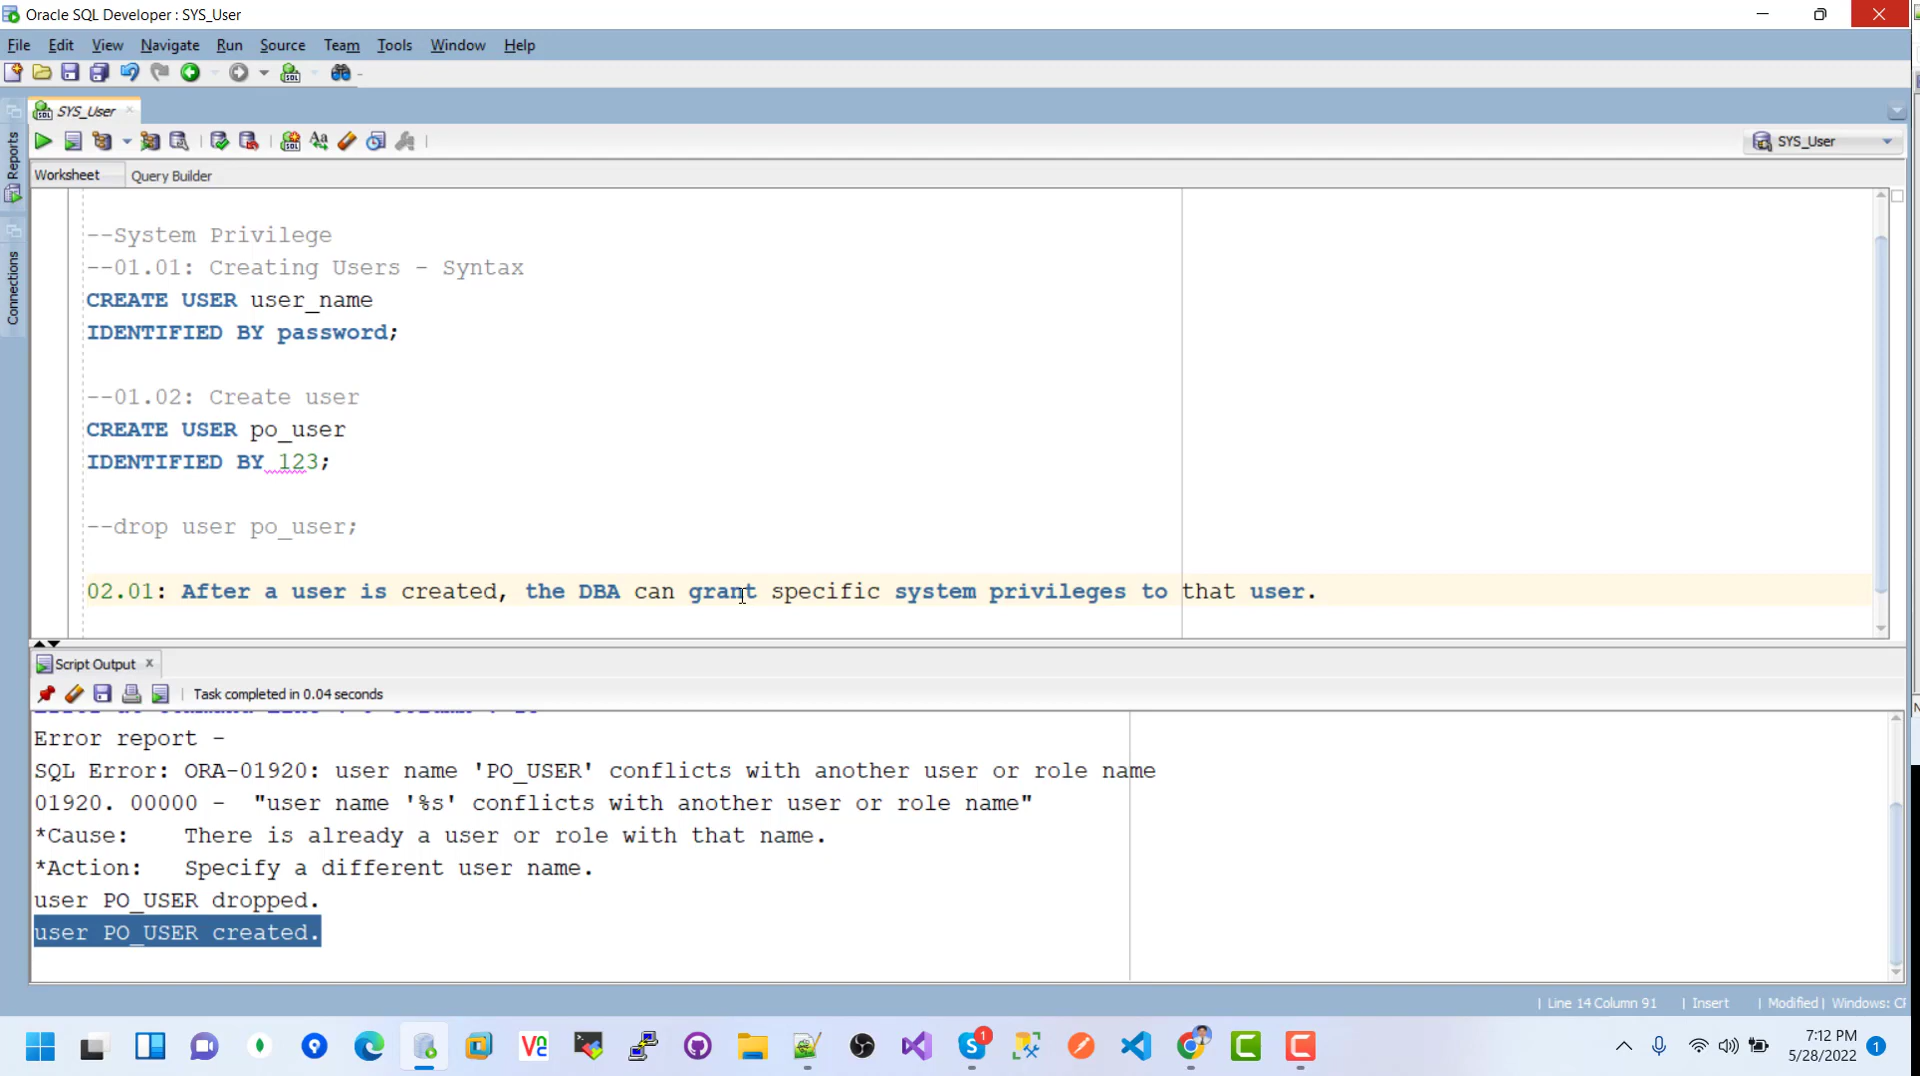 Oracle SQL Developer : SYS_User
File Edit View Navigate Run Source Team Tools Window Help
SYS_User
SYS_User
Reports
Connections
Worksheet Query Builder
--System Privilege
--01.01: Creating Users - Syntax
CREATE USER user_name
IDENTIFIED BY password;
--01.02: Create user
CREATE USER po_user
IDENTIFIED BY 123;
--drop user po_user;
02.01: After a user is created, the DBA can grant specific system privileges to that user.
Script Output
Task completed in 0.04 seconds
Error report -
SQL Error: ORA-01920: user name 'PO_USER' conflicts with another user or role name
01920. 00000 - "user name '%s' conflicts with another user or role name"
*Cause: There is already a user or role with that name.
*Action: Specify a different user name.
user PO_USER dropped.
user PO_USER created.
Line 14 Column 91 | Insert | Modified | Windows:
7:12 PM
5/28/2022
1
1